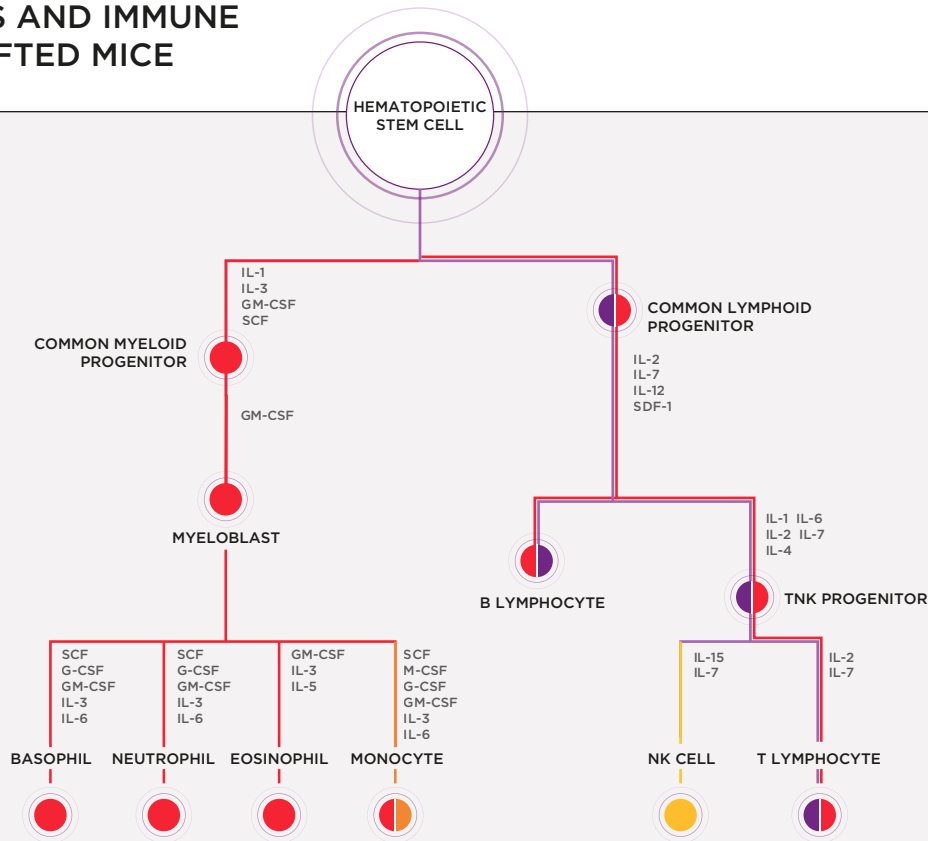 S AND IMMUNE
FTED MICE
HEMATOPOIETIC
STEM CELL
IL-1
IL-3
GM-CSF
SCF
COMMON MYELOID
PROGENITOR
GM-CSF
MYELOBLAST
COMMON LYMPHOID
PROGENITOR
IL-2
IL-7
IL-12
SDF-1
B LYMPHOCYTE
IL-1 IL-6
IL-2 IL-7
IL-4
TNK PROGENITOR
SCF
G-CSF
GM-CSF
IL-3
IL-6
BASOPHIL
SCF
G-CSF
GM-CSF
IL-3
IL-6
NEUTROPHIL
GM-CSF
IL-3
IL-5
EOSINOPHIL
SCF
M-CSF
G-CSF
GM-CSF
IL-3
IL-6
MONOCYTE
IL-15
IL-7
NK CELL
IL-2
IL-7
T LYMPHOCYTE